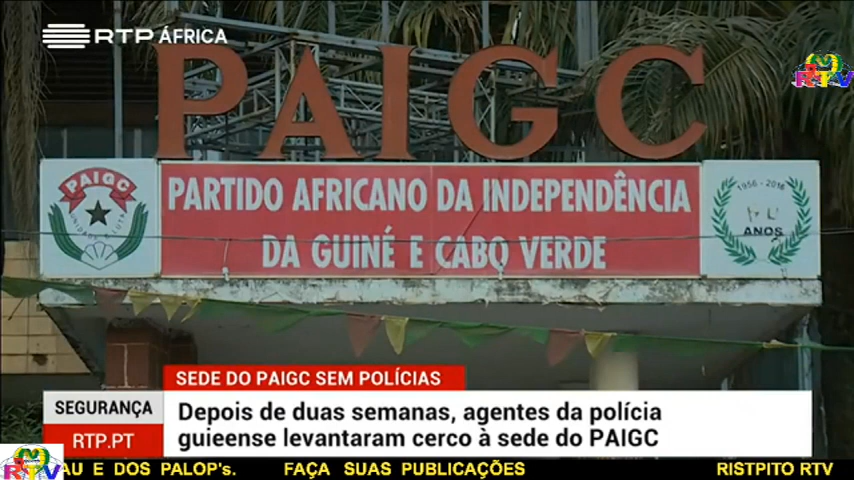 RTP ÁFRICA
PAIGC
RTV
PAIGC
UNIDADE E LUTA
PARTIDO AFRICANO DA INDEPENDÊNCIA
DA GUINÉ E CABO VERDE
1956 - 2016
ANOS
SEDE DO PAIGC SEM POLÍCIAS
SEGURANÇA
RTP.PT
Depois de duas semanas, agentes da polícia
guieense levantaram cerco à sede do PAIGC
RTV
AU E DOS PALOP's. FAÇA SUAS PUBLICAÇÕES RISTPITO RTV